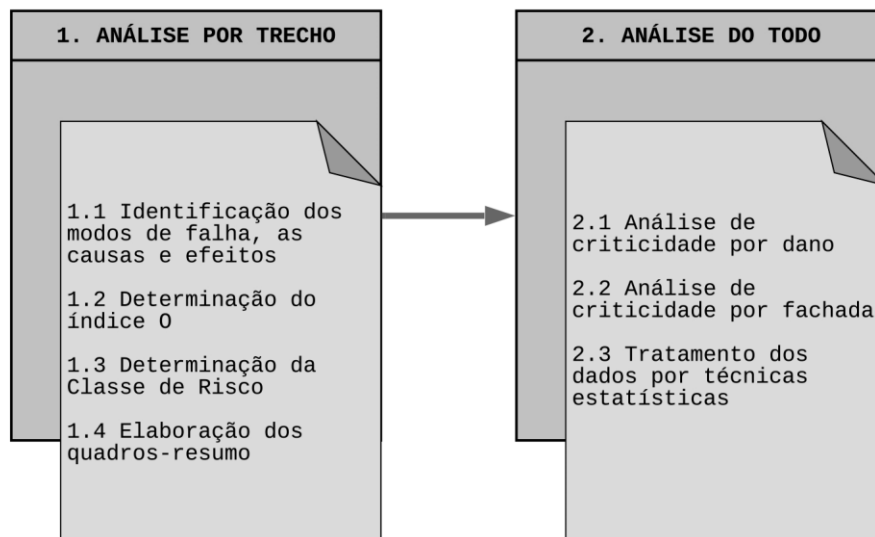 1. ANÁLISE POR TRECHO
1.1 Identificação dos
modos de falha, as
causas e efeitos
1.2 Determinação do
índice O
1.3 Determinação da
Classe de Risco
1.4 Elaboração dos
quadros-resumo
2. ANÁLISE DO TODO
2.1 Análise de
criticidade por dano
2.2 Análise de
criticidade por fachada
2.3 Tratamento dos
dados por técnicas
estatísticas